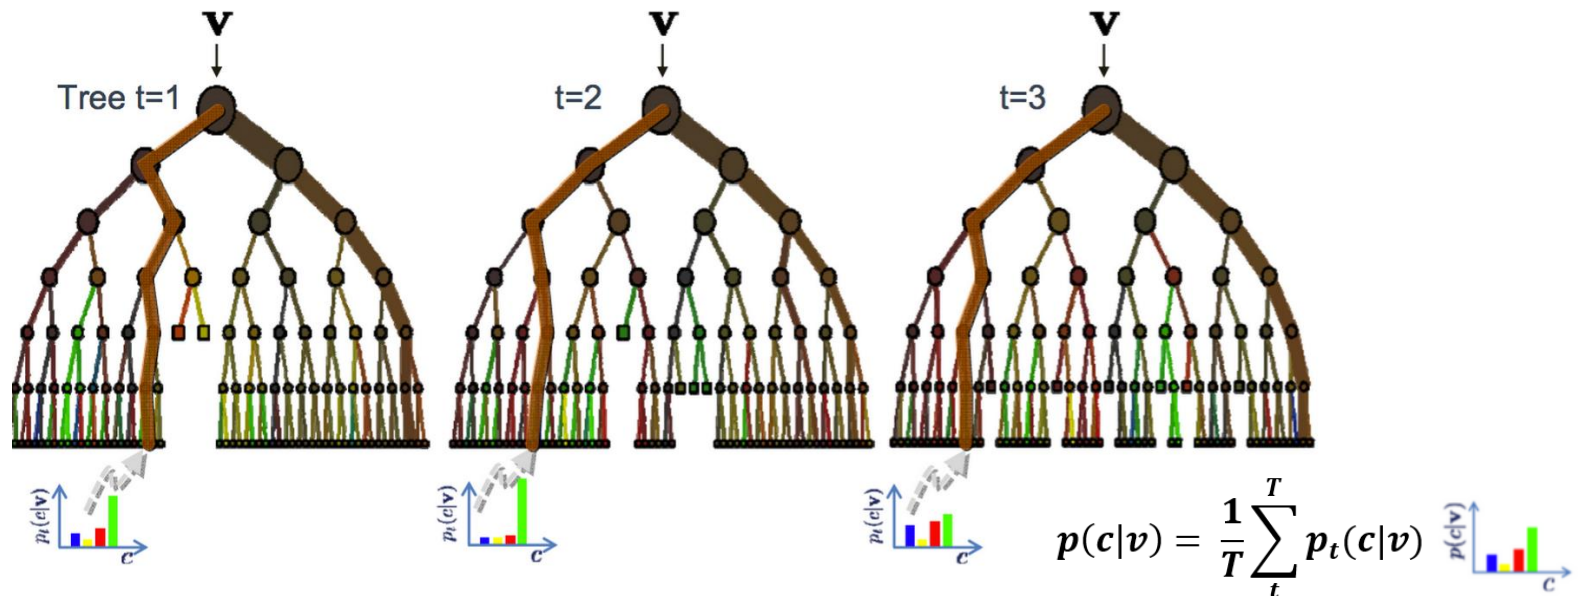 v v v
Tree t=1 t=2 t=3
p_t(c|v) c
p_t(c|v) c
p_t(c|v) c
p(c|v) = 1/T ∑_t^T p_t(c|v)
p(c|v) c